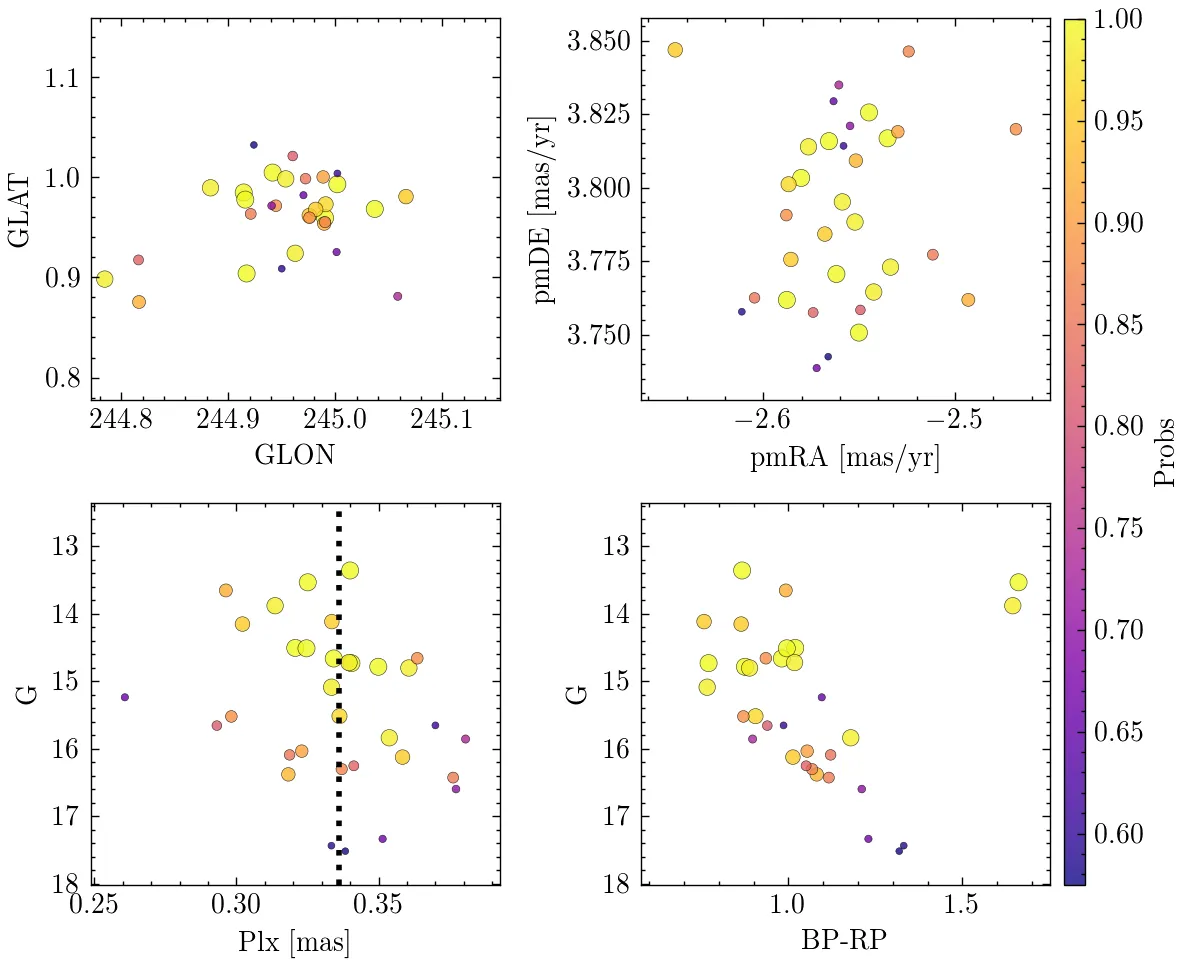 1.1
1.0
0.9
0.8
GLAT
244.8 244.9 245.0 245.1
GLON
3.850
3.825
3.800
3.775
3.750
pmDE [mas/yr]
−2.6 −2.5
pmRA [mas/yr]
1.00
0.95
0.90
0.85
0.80
0.75
0.70
0.65
0.60
Probs
13
14
15
16
17
18
G
0.25 0.30 0.35
Plx [mas]
13
14
15
16
17
18
G
1.0 1.5
BP-RP